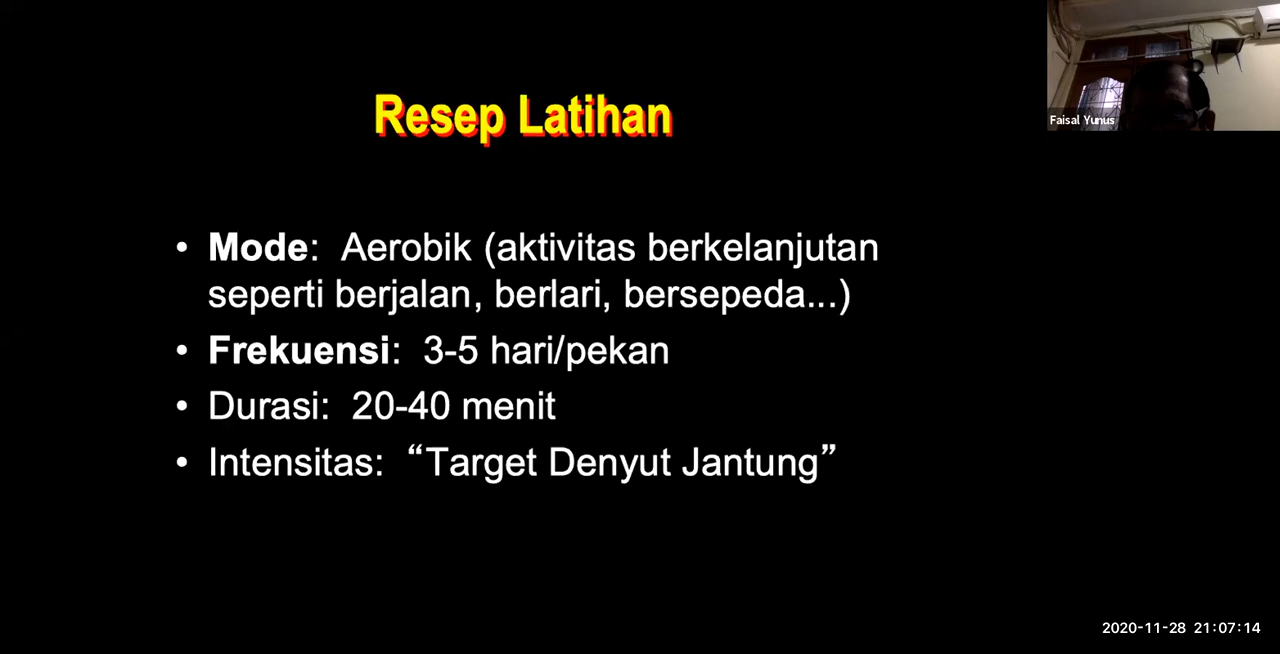 Resep Latihan
Faisal Yunus
• Mode: Aerobik (aktivitas berkelanjutan
seperti berjalan, berlari, bersepeda...)
• Frekuensi: 3-5 hari/pekan
• Durasi: 20-40 menit
• Intensitas: “Target Denyut Jantung”
2020-11-28 21:07:14